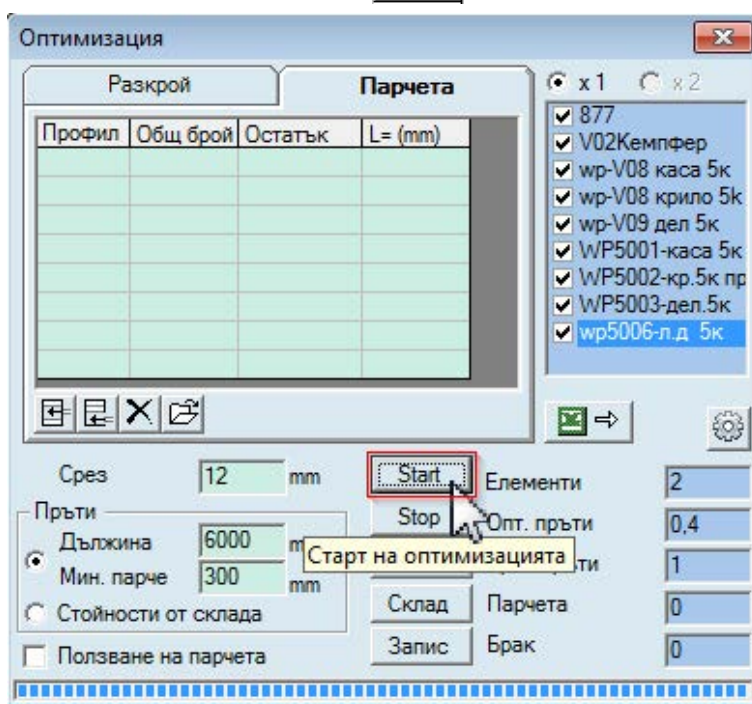 Оптимизация
Разкрой
Парчета
x 1
x 2
Профил
Общ брой
Остатък
L= (mm)
877
V02Кемпфер
wp-V08 каса 5к
wp-V08 крило 5k
wp-V09 дел 5к
WP5001-каса 5к
WP5002-кр.5к пр
WP5003-дел.5к
wp5006-л.д 5к
Срез 12 mm
Start
Елементи 2
Пръти
Stop
Опт. пръти 0,4
Дължина 6000
Старт на оптимизацията
1
Мин. парче 300 mm
Стойности от склада
Склад
Парчета 0
Ползване на парчета
Запис
Брак 0